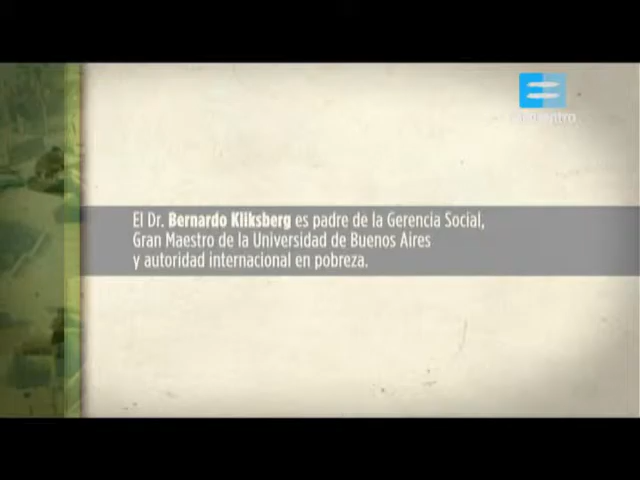 encuentro
El Dr. Bernardo Kliksberg es padre de la Gerencia Social,
Gran Maestro de la Universidad de Buenos Aires
y autoridad internacional en pobreza.